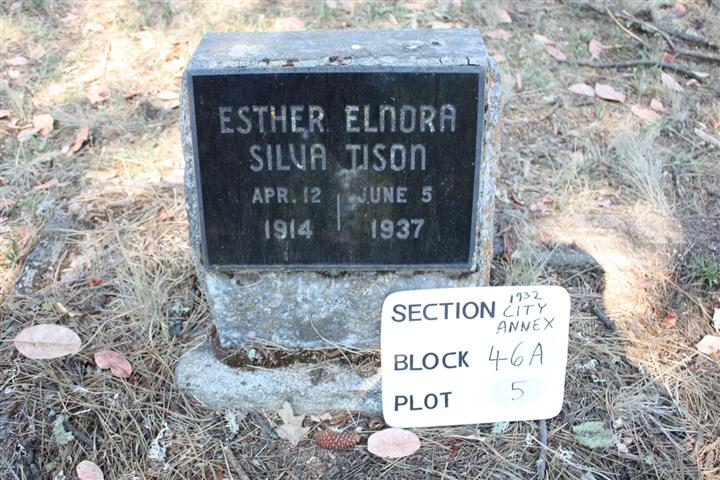 ESTHER ELNORA
SILVA TISON
APR. 12 JUNE 5
1914 1937
SECTION 1932 CITY ANNEX
BLOCK 46A
PLOT 5